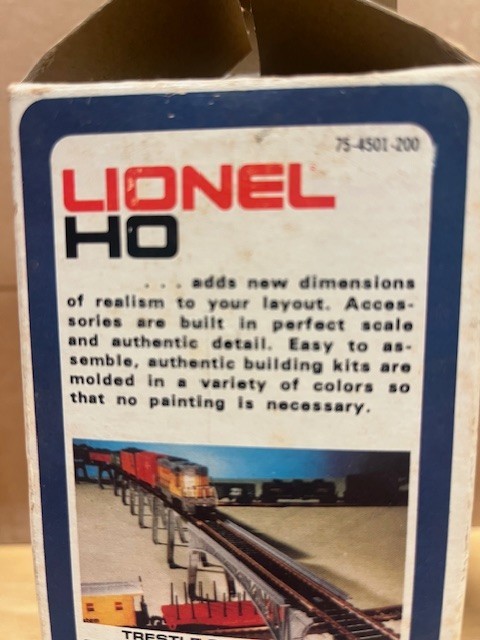 75-4501-200
LIONEL
HO
. . . adds new dimensions
of realism to your layout. Acces-
sories are built in perfect scale
and authentic detail. Easy to as-
semble, authentic building kits are
molded in a variety of colors so
that no painting is necessary.
TRESTLE